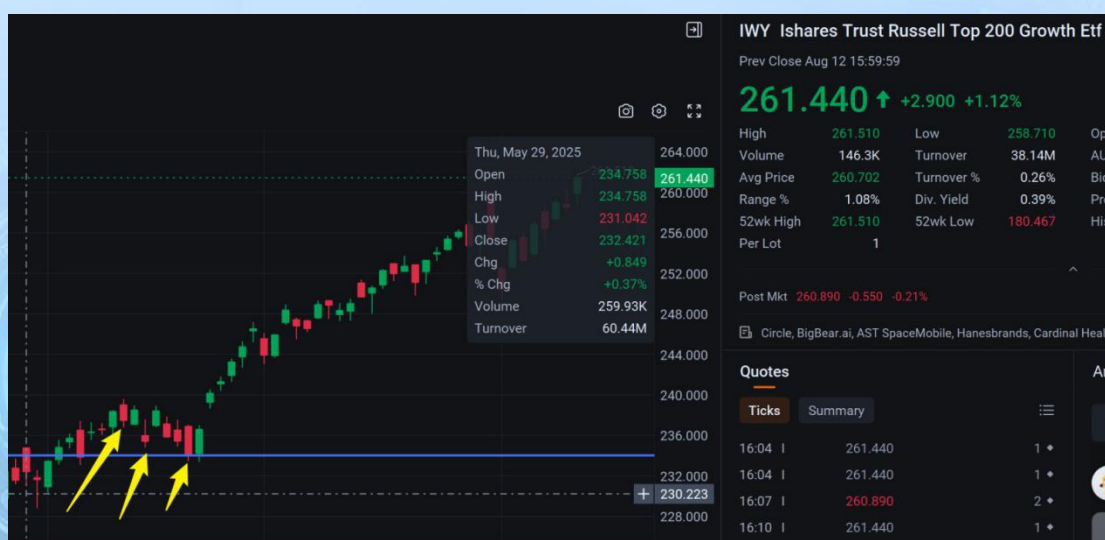 IWY Ishares Trust Russell Top 200 Growth Etf
Prev Close Aug 12 15:59:59
261.440 +2.900 +1.12%
High 261.510 Low 258.710
Volume 146.3K Turnover 38.14M
Avg Price 260.702 Turnover % 0.26%
Range % 1.08% Div. Yield 0.39%
52wk High 261.510 52wk Low 180.467
Per Lot 1
Post Mkt 260.890 -0.550 -0.21%
Circle, BigBear.ai, AST SpaceMobile, Hanesbrands, Cardinal Heal
Quotes
Ticks Summary
16:04 261.440 1
16:04 261.440 1
16:07 260.890 2
16:10 261.440 1
Thu, May 29, 2025
Open 234.758
High 234.758
Low 231.042
Close 232.421
Chg +0.849
% Chg +0.37%
Volume 259.93K
Turnover 60.44M
264.000
261.440
260.000
256.000
252.000
248.000
244.000
240.000
236.000
232.000
230.223
228.000